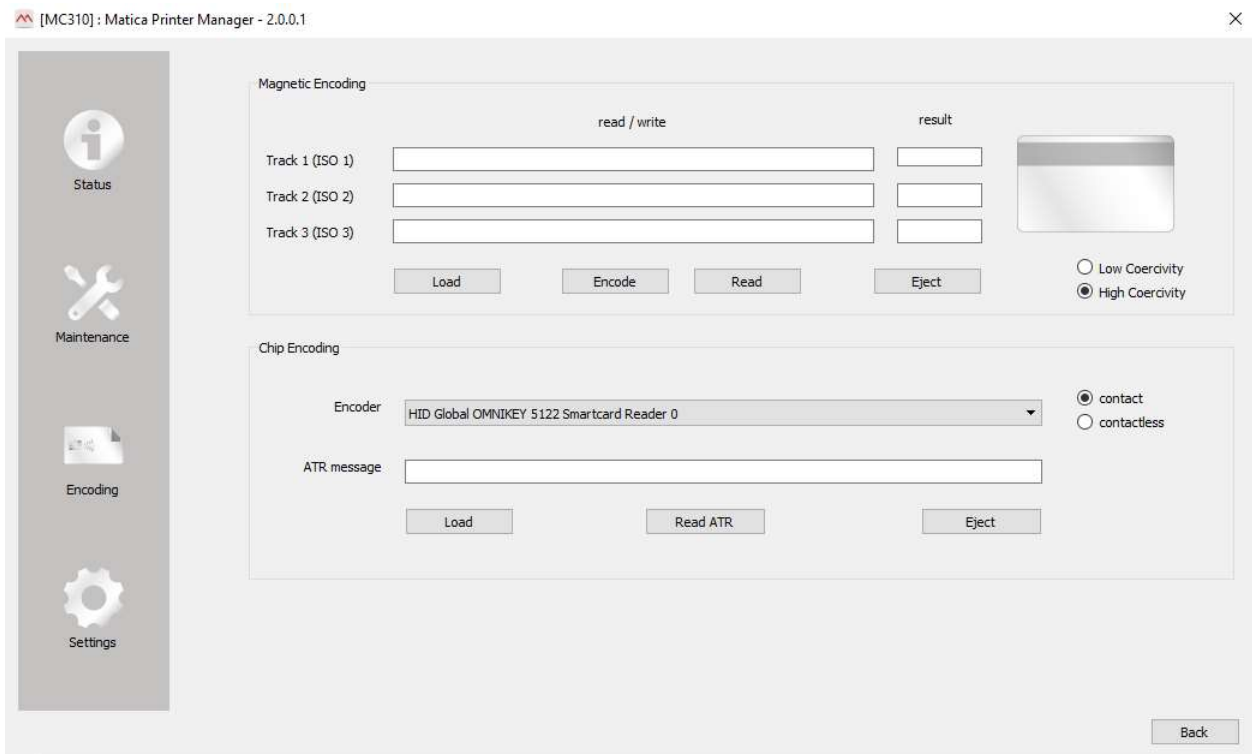 [MC310] : Matica Printer Manager - 2.0.0.1
Status
Maintenance
Encoding
Settings
Magnetic Encoding
read / write result
Track 1 (ISO 1)
Track 2 (ISO 2)
Track 3 (ISO 3)
Load Encode Read Eject
Low Coercivity
High Coercivity
Chip Encoding
Encoder HID Global OMNIKEY 5122 Smartcard Reader 0
contact
contactless
ATR message
Load Read ATR Eject
Back